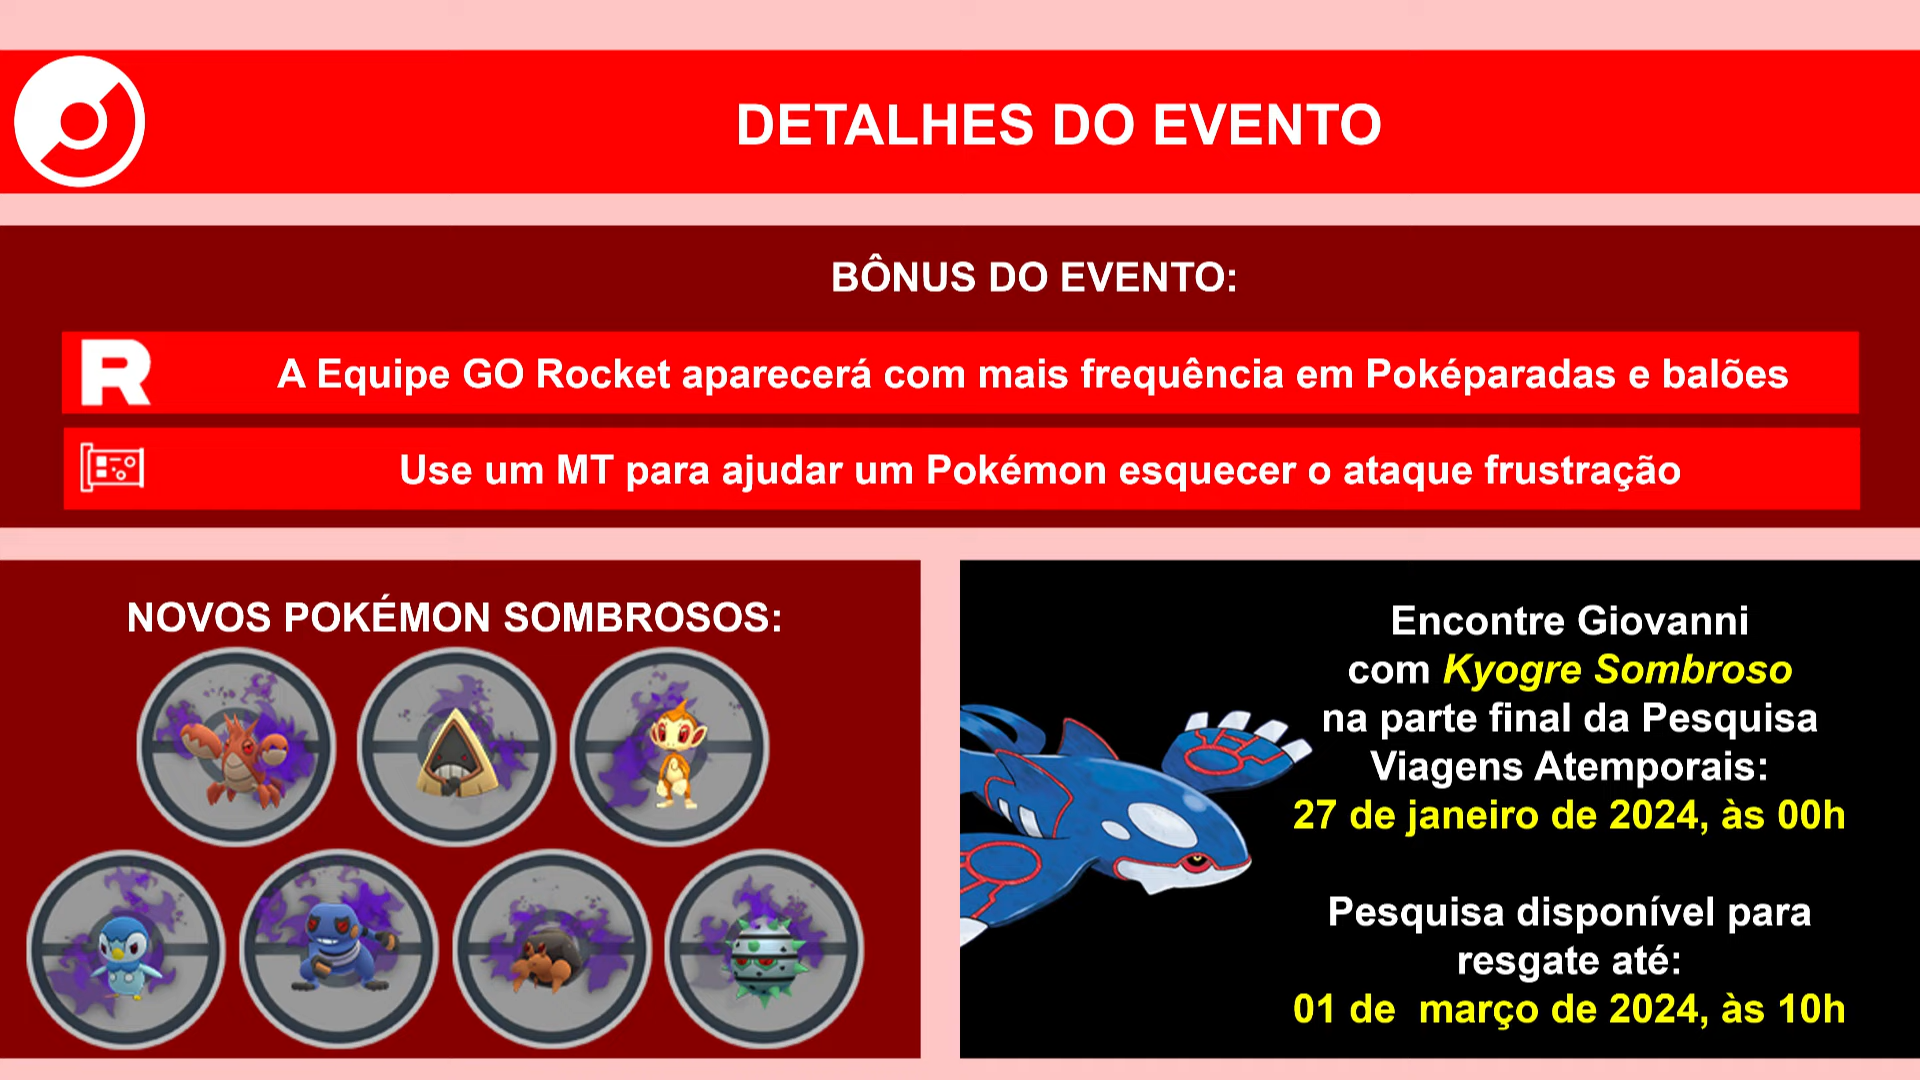 DETALHES DO EVENTO
BÔNUS DO EVENTO:
R
A Equipe GO Rocket aparecerá com mais frequência em Poképaradas e balões
Use um MT para ajudar um Pokémon esquecer o ataque frustração
NOVOS POKÉMON SOMBROSOS:
Encontre Giovanni
com Kyogre Sombroso
na parte final da Pesquisa
Viagens Atemporais:
27 de janeiro de 2024, às 00h
Pesquisa disponível para
resgate até:
01 de  março de 2024, às 10h